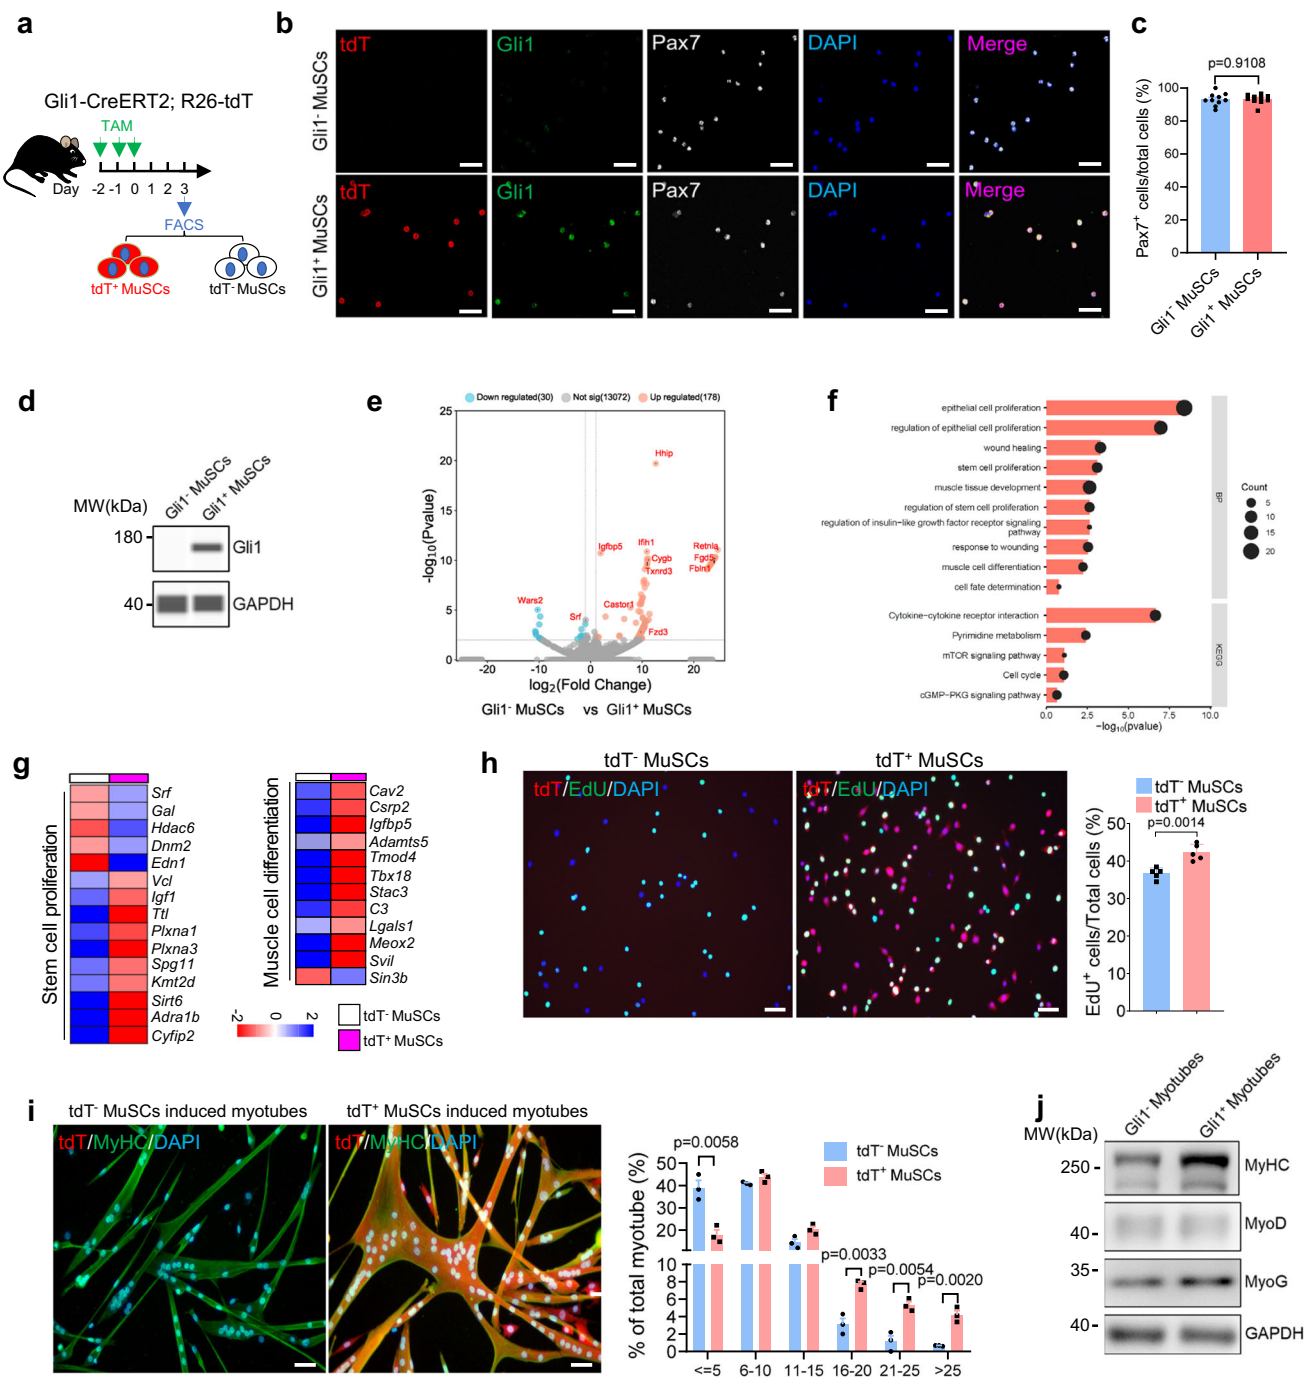 a
Gli1-CreERT2; R26-tdT
TAM
Day -2 -1 0 1 2 3
FACS
tdT+ MuSCs
tdT- MuSCs
b
Gli1- MuSCs
tdT
Gli1
Pax7
DAPI
Merge
Gli1+ MuSCs
tdT
Gli1
Pax7
DAPI
Merge
c
p=0.9108
Pax7+ cells/total cells (%)
100
80
60
40
20
0
Gli1- MuSCs
Gli1+ MuSCs
d
Gli1- MuSCs
Gli1+ MuSCs
MW(kDa)
180
Gli1
40
GAPDH
e
Down regulated(30) Not sig(13072) Up regulated(178)
-log10(Pvalue)
25
20
15
10
5
0
Hhip
Igfbp5
Ifih1
Cygb
Txnrd3
Retnla
Fgd5
Fbln1
Wars2
Srf
Castor1
Fzd3
-20 -10 0 10 20
log2(Fold Change)
Gli1- MuSCs vs Gli1+ MuSCs
f
epithelial cell proliferation
regulation of epithelial cell proliferation
wound healing
stem cell proliferation
muscle tissue development
regulation of stem cell proliferation
regulation of insulin-like growth factor receptor signaling
pathway
response to wounding
muscle cell differentiation
cell fate determination
BP
Cytokine-cytokine receptor interaction
Pyrimidine metabolism
mTOR signaling pathway
Cell cycle
cGMP-PKG signaling pathway
KEGG
0.0 2.5 5.0 7.5 10.0
-log10(pvalue)
Count
5
10
15
20
g
Stem cell proliferation
Srf
Gal
Hdac6
Dnm2
Edn1
Vcl
Igf1
Ttl
Plxna1
Plxna3
Spg11
Kmt2d
Sirt6
Adra1b
Cyfip2
Muscle cell differentiation
Cav2
Csrp2
Igfbp5
Adamts5
Tmod4
Tbx18
Stac3
C3
Lgals1
Meox2
Svil
Sin3b
-2 0 2
tdT- MuSCs
tdT+ MuSCs
h
tdT- MuSCs
tdT+ MuSCs
tdT/EdU/DAPI
tdT/EdU/DAPI
tdT- MuSCs
tdT+ MuSCs
p=0.0014
EdU+ cells/Total cells (%)
50
40
30
20
10
0
i
tdT- MuSCs induced myotubes
tdT+ MuSCs induced myotubes
tdT/MyHC/DAPI
tdT/MyHC/DAPI
tdT- MuSCs
tdT+ MuSCs
p=0.0058
p=0.0033
p=0.0054
p=0.0020
% of total myotube (%)
50
40
30
20
10
8
6
4
2
0
<=5 6-10 11-15 16-20 21-25 >25
j
Gli1- Myotubes
Gli1+ Myotubes
MW(kDa)
250
MyHC
40
MyoD
35
MyoG
40
GAPDH